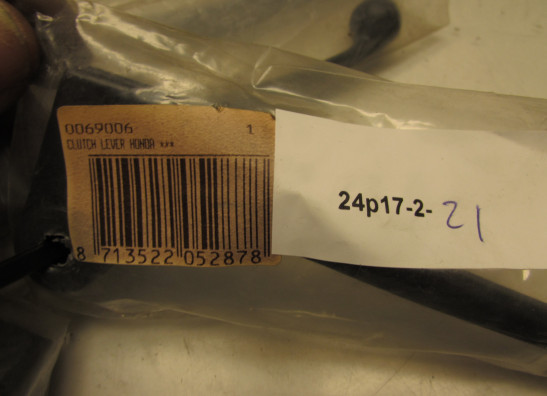 0069006 1
CLUTCH LEVER HONDA
8 713522 052878
24p17-2-21